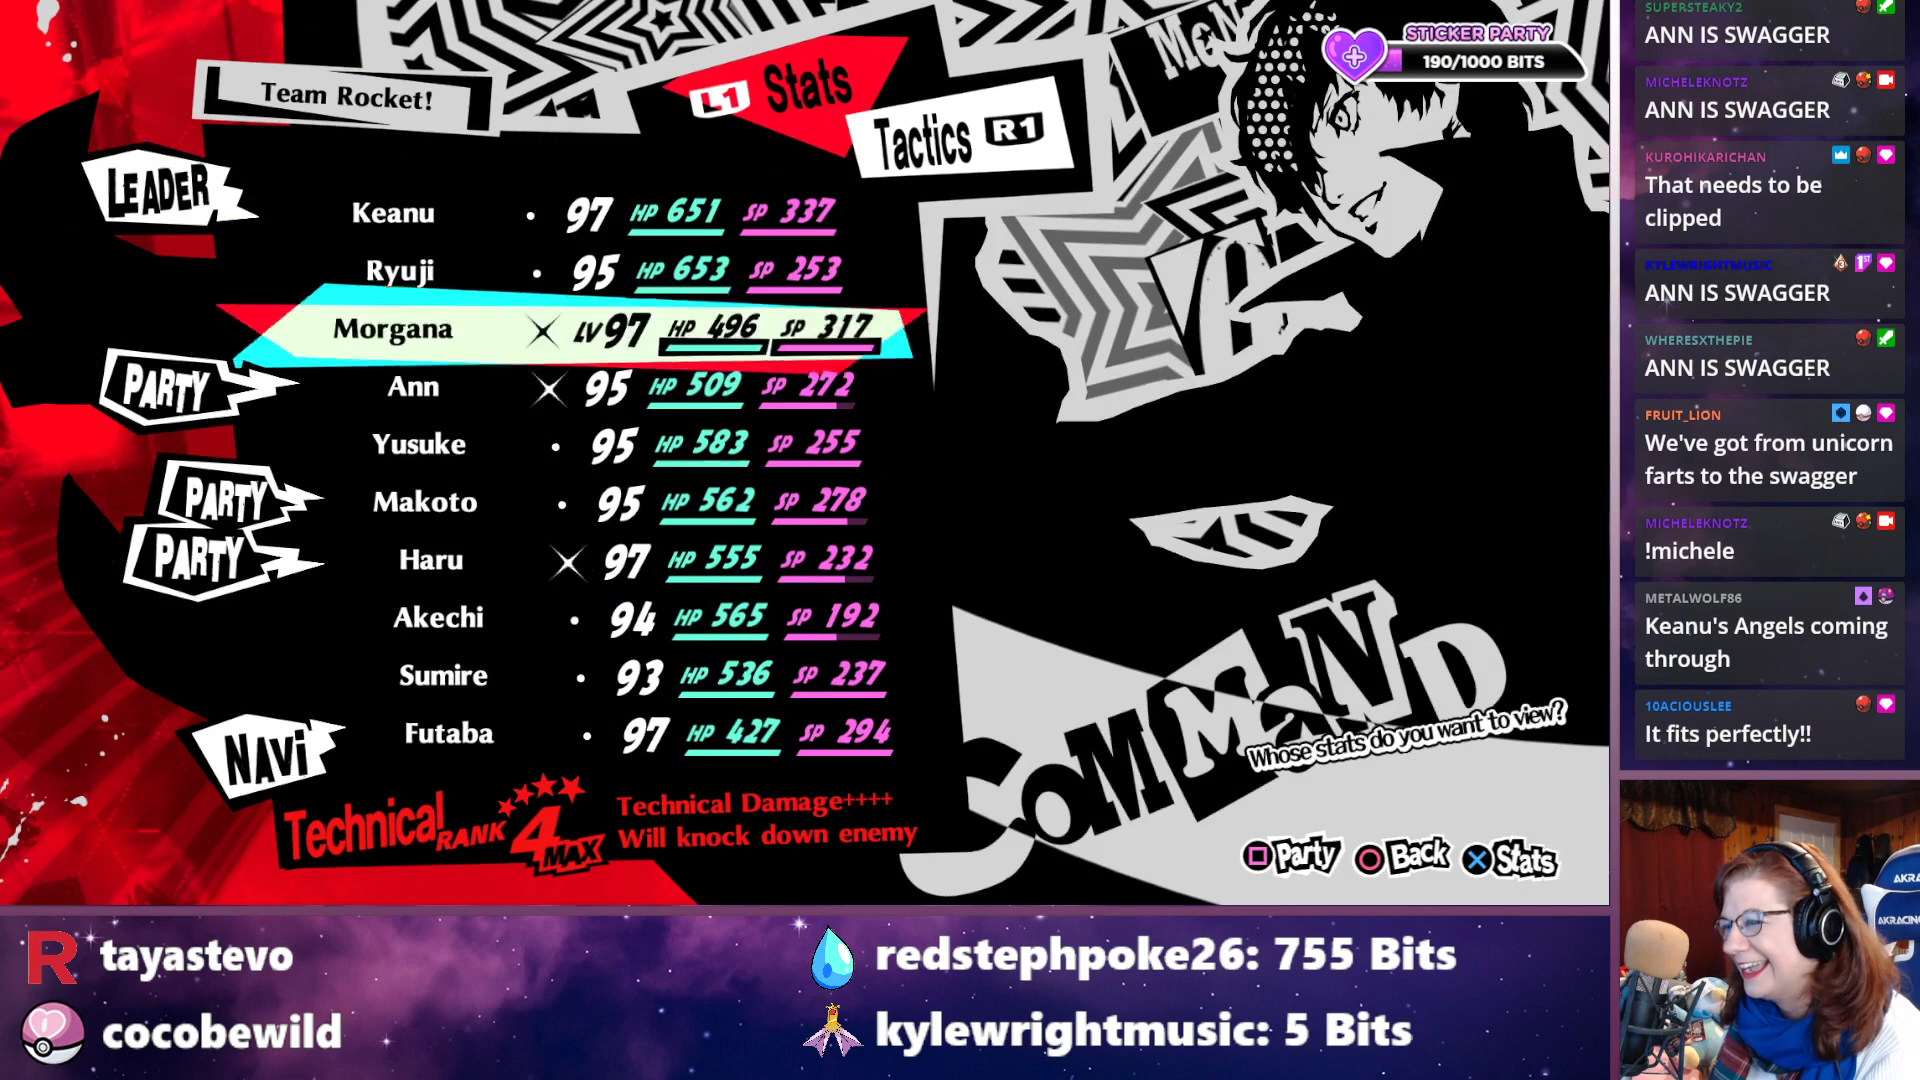 Team Rocket!
L1 Stats
Tactics R1
LEADER
Keanu 97 HP 651 SP 337
Ryuji 95 HP 653 SP 253
Morgana LV 97 HP 496 SP 317
PARTY
Ann 95 HP 509 SP 272
Yusuke 95 HP 583 SP 255
PARTY
Makoto 95 HP 562 SP 278
PARTY
Haru 97 HP 555 SP 232
Akechi 94 HP 565 SP 192
Sumire 93 HP 536 SP 237
NAVI
Futaba 97 HP 427 SP 294
Technical RANK 4 MAX
Technical Damage++++
Will knock down enemy
COMMAND
Whose stats do you want to view?
Party Back Stats
STICKER PARTY
190/1000 BITS
SUPERSTEAKY2
ANN IS SWAGGER
MICHELEKNOTZ
ANN IS SWAGGER
KUROHIKARICHAN
That needs to be
clipped
KYLEWRIGHTMUSIC
ANN IS SWAGGER
WHERESXTHEPIE
ANN IS SWAGGER
FRUIT_LION
We've got from unicorn
farts to the swagger
MICHELEKNOTZ
!michele
METALWOLF86
Keanu's Angels coming
through
10ACIOUSLEE
It fits perfectly!!
AKRACING
R tayastevo
cocobewild
redstephpoke26: 755 Bits
kylewrightmusic: 5 Bits